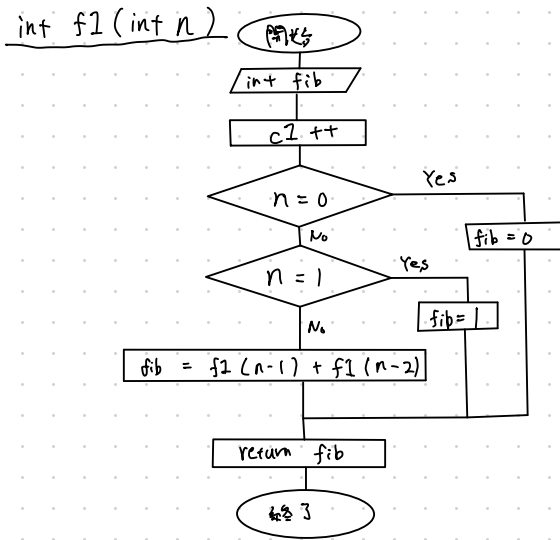 int f1(int n)
開始
int fib
c1 ++
n = 0
Yes
No
fib = 0
n = 1
Yes
No
fib = 1
fib = f1(n-1) + f1(n-2)
return fib
終了